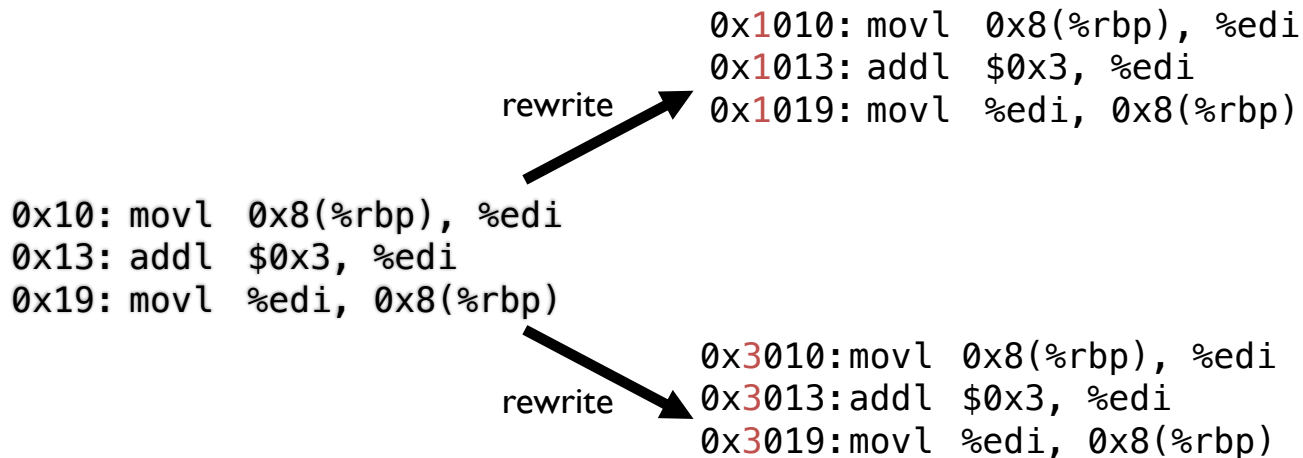 0x1010: movl 0x8(%rbp), %edi
0x1013: addl $0x3, %edi
rewrite
0x1019: movl %edi, 0x8(%rbp)
0x10: movl 0x8(%rbp), %edi
0x13: addl $0x3, %edi
0x19: movl %edi, 0x8(%rbp)
0x3010:movl 0x8(%rbp), %edi
rewrite
0x3013:addl $0x3, %edi
0x3019:movl %edi, 0x8(%rbp)